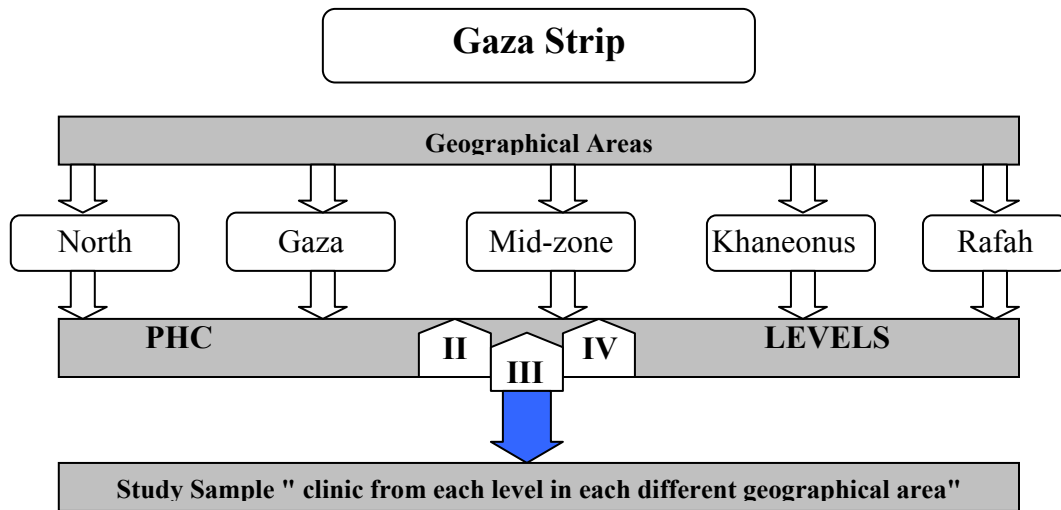 Gaza Strip
Geographical Areas
North Gaza Mid-zone Khaneonus Rafah
PHC II III IV LEVELS
Study Sample " clinic from each level in each different geographical area"